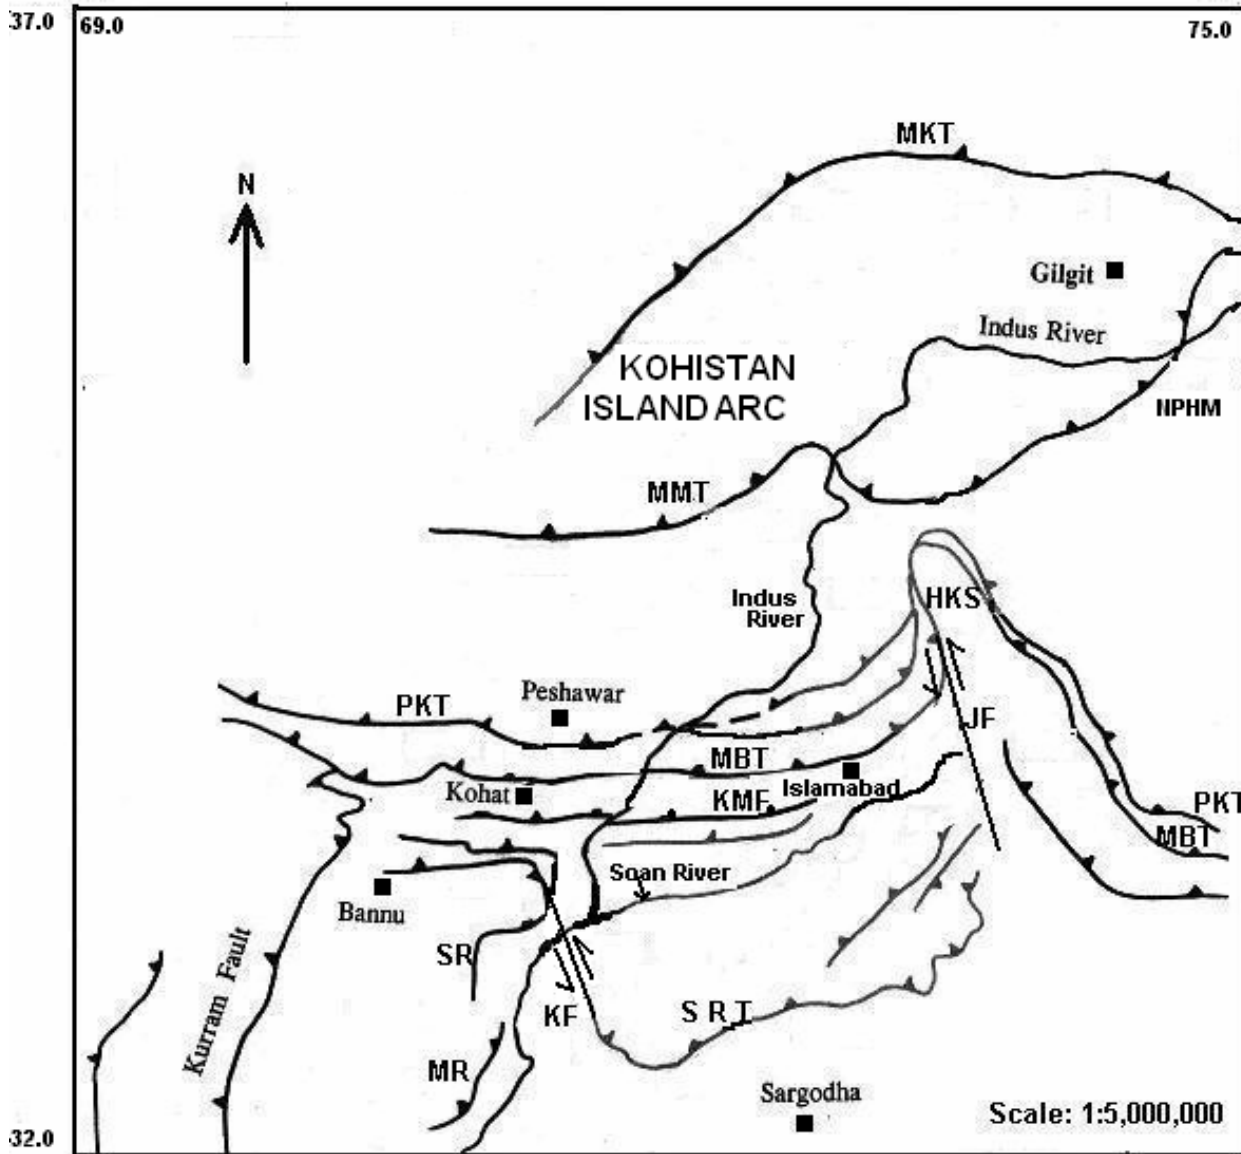 37.0
69.0
75.0
MKT
N
Gilgit
Indus River
KOHISTAN
ISLAND ARC
NPHM
MMT
Indus
River
HKS
Peshawar
PKT
JF
MBT
Islamabad
Kohat
KMF
PKT
MBT
Soan River
Bannu
SR
Kurram Fault
KF
S R T
MR
Sargodha
Scale: 1:5,000,000
32.0